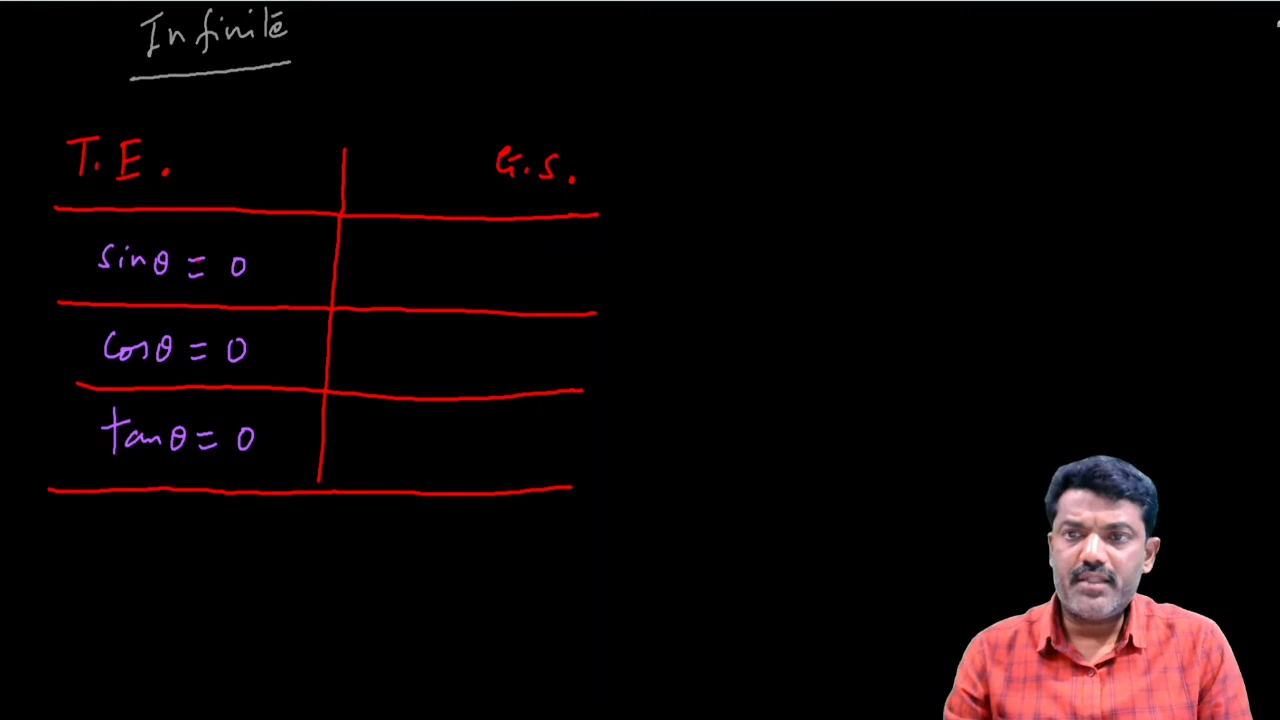 Infinite
T.E. G.S.
sinθ = 0
cosθ = 0
tanθ = 0